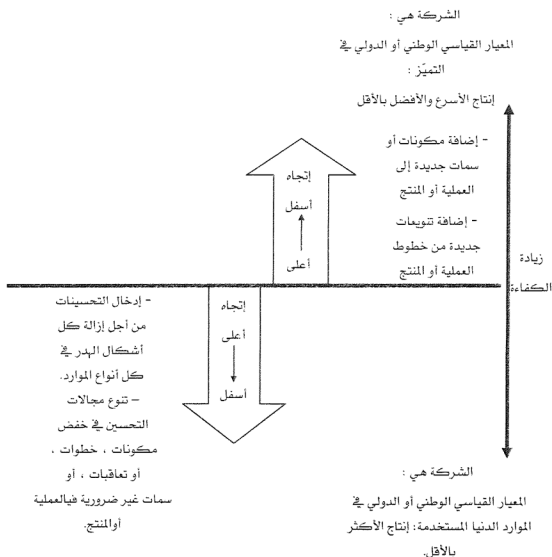 الشركة هي :
المعيار القياسي الوطني أو الدولي في
التميّز :
إنتاج الأسرع والأفضل بالأقل
- إضافة مكونات أو
سمات جديدة إلى
العملية أو المنتج
- إضافة تنويعات
جديدة من خطوط
العملية أو المنتج
إتجاه
أسفل
أعلى
زيادة
الكفاءة
- إدخال التحسينات
من أجل إزالة كل
أشكال الهدر في
كل أنواع الموارد.
- تنوع مجالات
التحسين في خفض
مكونات ، خطوات ،
أو تعاقبات ، أو
سمات غير ضرورية فيالعملية
أوالمنتج.
إتجاه
أعلى
أسفل
الشركة هي :
المعيار القياسي الوطني أو الدولي في
الموارد الدنيا المستخدمة: إنتاج الأكثر
بالأقل.